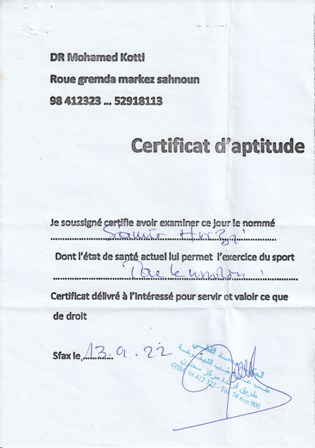 DR Mohamed Kotti
Roue gremda markez sahnoun
98 412323 ... 52918113
Certificat d'aptitude
Je soussigné certifie avoir examiner ce jour le nommé
Dont l'état de santé actuel lui permet l'exercice du sport
Certificat délivré à l'intéressé pour servir et valoir ce que
de droit
Sfax le 13.9.22